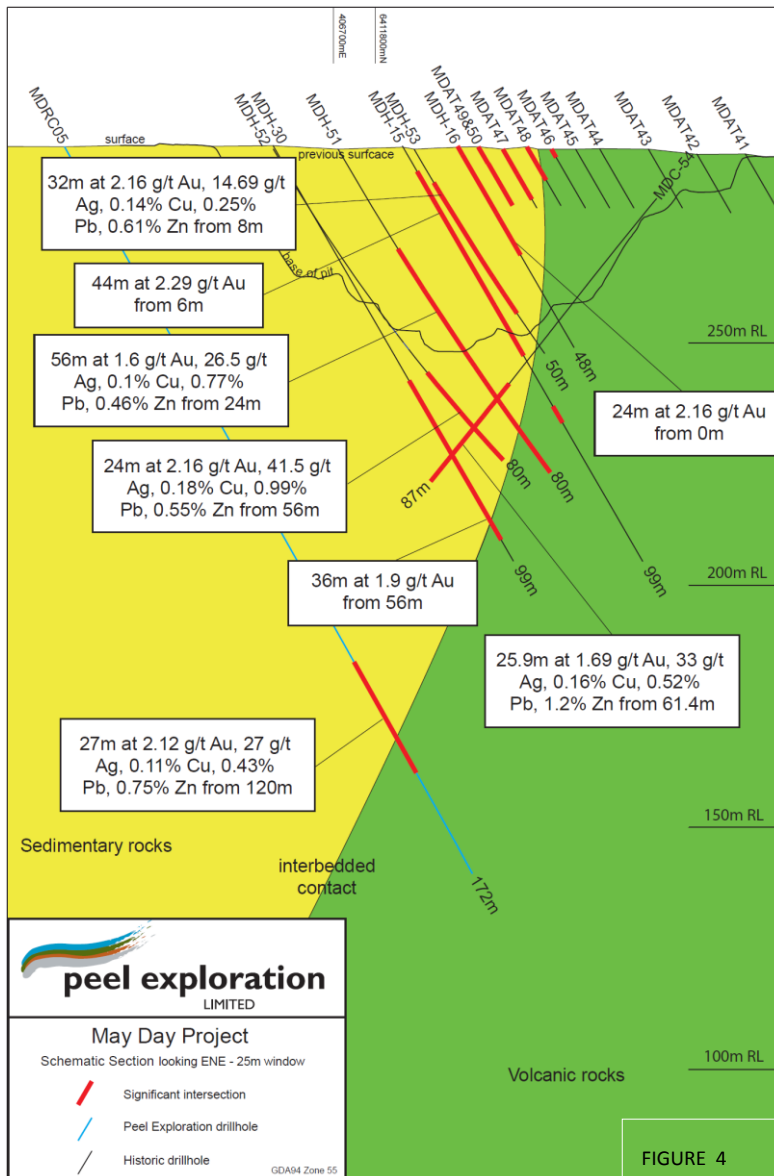 406700mE
6411800mN
MDRC05
MDH-52
MDH-30
MDH-51
MDH-15
MDH-53
MDH-16
MDAT49&50
MDAT47
MDAT48
MDAT46
MDAT45
MDAT44
MDAT43
MDAT42
MDAT41
surface
previous surfcace
MDC-54
base of pit
32m at 2.16 g/t Au, 14.69 g/t
Ag, 0.14% Cu, 0.25%
Pb, 0.61% Zn from 8m
44m at 2.29 g/t Au
from 6m
250m RL
56m at 1.6 g/t Au, 26.5 g/t
Ag, 0.1% Cu, 0.77%
Pb, 0.46% Zn from 24m
50m
48m
24m at 2.16 g/t Au
from 0m
24m at 2.16 g/t Au, 41.5 g/t
Ag, 0.18% Cu, 0.99%
Pb, 0.55% Zn from 56m
87m
80m
80m
99m
99m
200m RL
36m at 1.9 g/t Au
from 56m
25.9m at 1.69 g/t Au, 33 g/t
Ag, 0.16% Cu, 0.52%
Pb, 1.2% Zn from 61.4m
27m at 2.12 g/t Au, 27 g/t
Ag, 0.11% Cu, 0.43%
Pb, 0.75% Zn from 120m
150m RL
Sedimentary rocks
interbedded
contact
172m
peel exploration
LIMITED
May Day Project
Schematic Section looking ENE - 25m window
Significant intersection
Peel Exploration drillhole
Historic drillhole
GDA94 Zone 55
100m RL
Volcanic rocks
FIGURE 4